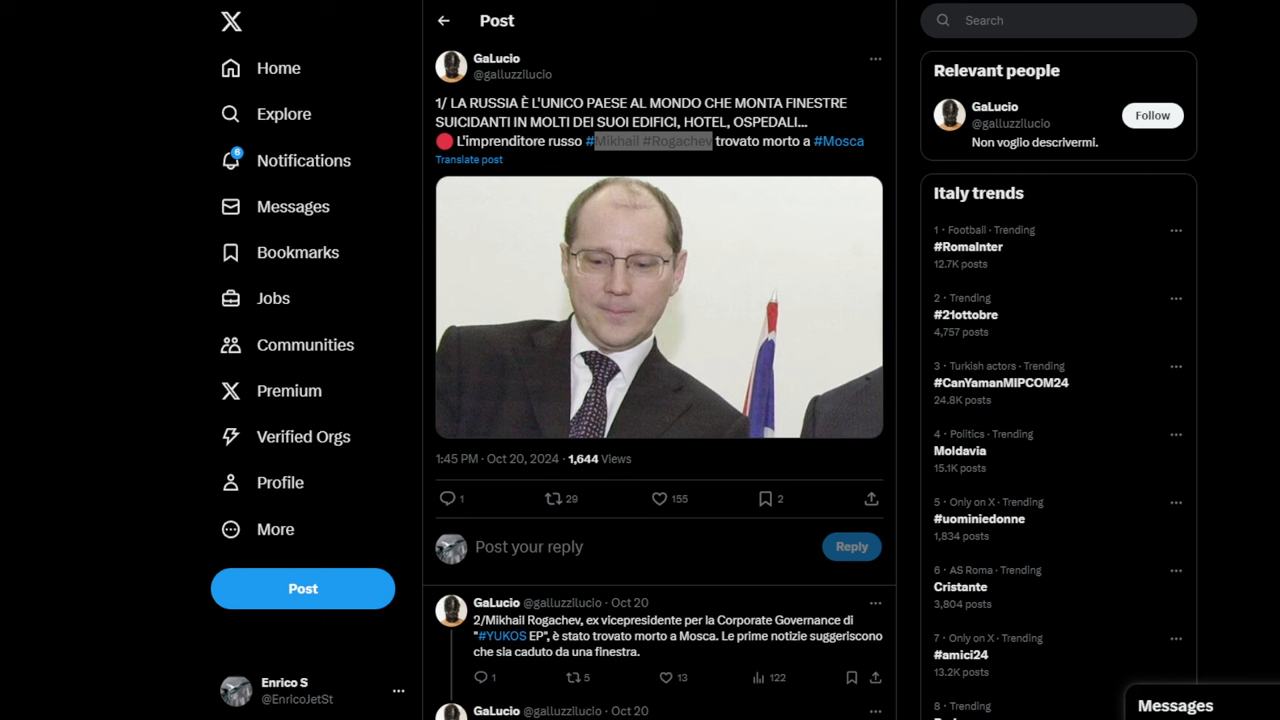 Home
Explore
6
Notifications
Messages
Bookmarks
Jobs
Communities
Premium
Verified Orgs
Profile
More
Post
Enrico S
@EnricoJetSt
Post
GaLucio
@galluzzilucio
1/ LA RUSSIA È L'UNICO PAESE AL MONDO CHE MONTA FINESTRE
SUICIDANTI IN MOLTI DEI SUOI EDIFICI, HOTEL, OSPEDALI...
L'imprenditore russo #Mikhail #Rogachev trovato morto a #Mosca
Translate post
1:45 PM · Oct 20, 2024 · 1,644 Views
1 29 155 2
Post your reply
Reply
GaLucio @galluzzilucio · Oct 20
2/Mikhail Rogachev, ex vicepresidente per la Corporate Governance di
"#YUKOS EP", è stato trovato morto a Mosca. Le prime notizie suggeriscono
che sia caduto da una finestra.
1 5 13 122
GaLucio @galluzzilucio · Oct 20
Search
Relevant people
GaLucio
@galluzzilucio
Follow
Non voglio descrivermi.
Italy trends
1 · Football · Trending
#RomaInter
12.7K posts
2 · Trending
#21ottobre
4,757 posts
3 · Turkish actors · Trending
#CanYamanMIPCOM24
24.8K posts
4 · Politics · Trending
Moldavia
15.1K posts
5 · Only on X · Trending
#uominiedonne
1,834 posts
6 · AS Roma · Trending
Cristante
3,804 posts
7 · Only on X · Trending
#amici24
13.2K posts
8 · Trending
Messages